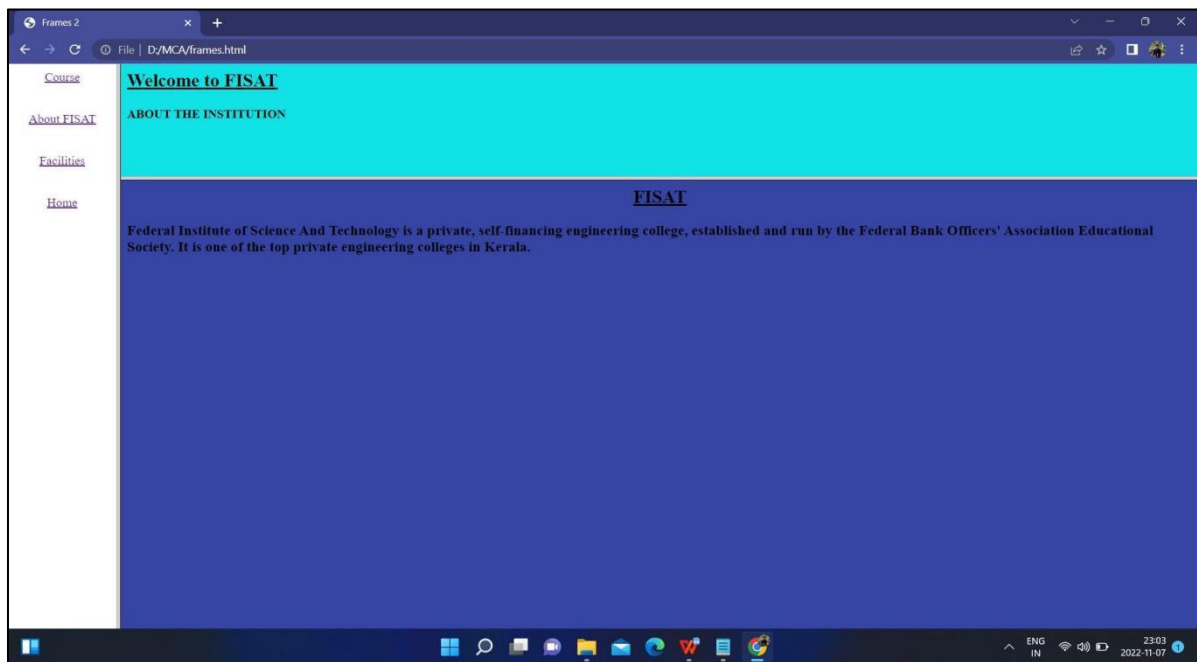 Frames 2
File | D:/MCA/frames.html
Course
About FISAT
Facilities
Home
Welcome to FISAT
ABOUT THE INSTITUTION
FISAT
Federal Institute of Science And Technology is a private, self-financing engineering college, established and run by the Federal Bank Officers' Association Educational
Society. It is one of the top private engineering colleges in Kerala.
ENG
IN
23:03
2022-11-07
1